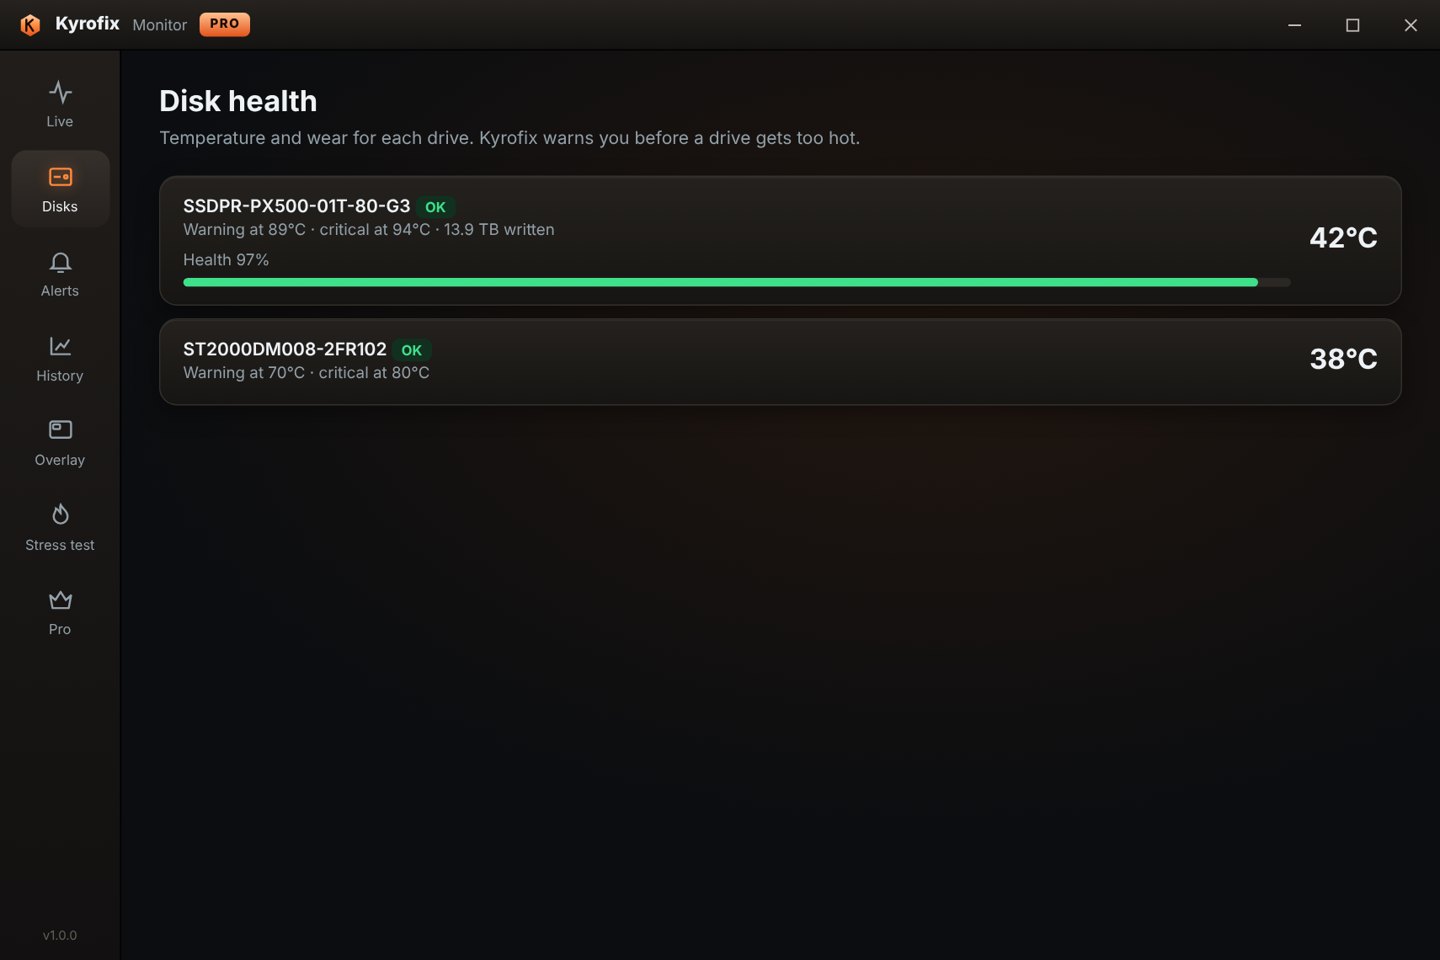 Kyrofix Monitor PRO
Live
Disks
Alerts
History
Overlay
Stress test
Pro
v1.0.0
Disk health
Temperature and wear for each drive. Kyrofix warns you before a drive gets too hot.
SSDPR-PX500-01T-80-G3 OK
Warning at 89°C · critical at 94°C · 13.9 TB written
42°C
Health 97%
ST2000DM008-2FR102 OK
Warning at 70°C · critical at 80°C
38°C